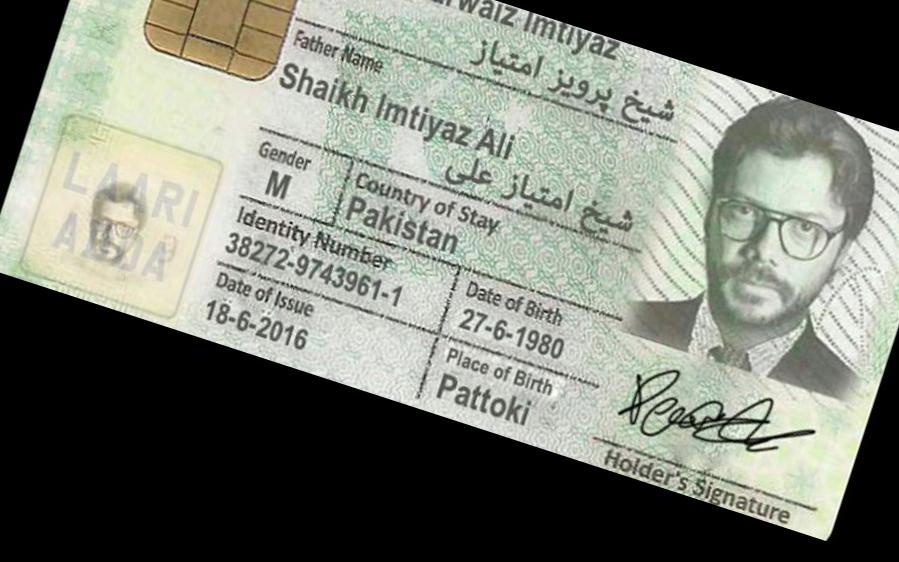 Imtiyaz
شیخ پرویز امتیاز
Father Name
Shaikh Imtiyaz Ali
شیخ امتیاز علی
Gender
M
Country of Stay
Pakistan
Identity Number
38272-9743961-1
Date of Birth
27-6-1980
Date of Issue
18-6-2016
Place of Birth
Pattoki
LAARI
ADDA
Holder's Signature